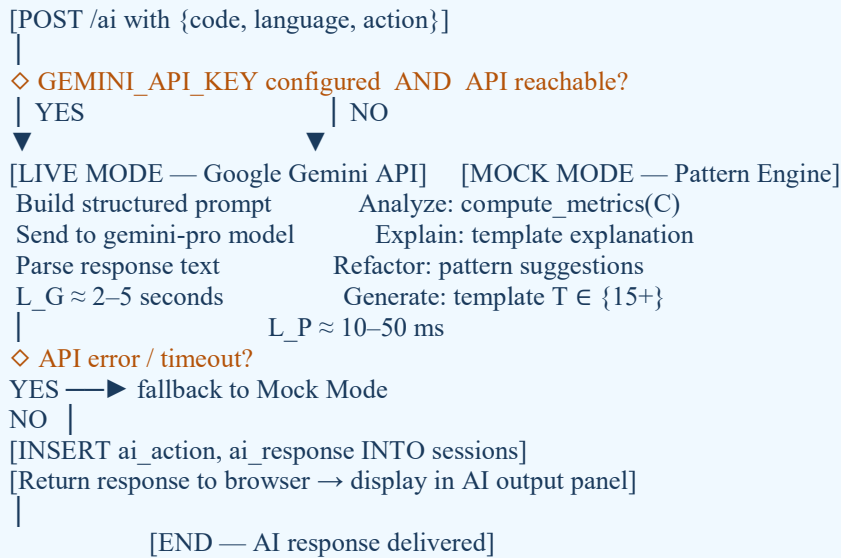 [POST /ai with {code, language, action}]
│
◇ GEMINI_API_KEY configured  AND  API reachable?
│ YES │ NO
▼ ▼
[LIVE MODE — Google Gemini API] [MOCK MODE — Pattern Engine]
Build structured prompt Analyze: compute_metrics(C)
Send to gemini-pro model Explain: template explanation
Parse response text Refactor: pattern suggestions
L_G ≈ 2–5 seconds Generate: template T ∈ {15+}
│ L_P ≈ 10–50 ms
◇ API error / timeout?
YES ──► fallback to Mock Mode
NO │
[INSERT ai_action, ai_response INTO sessions]
[Return response to browser → display in AI output panel]
│
[END — AI response delivered]